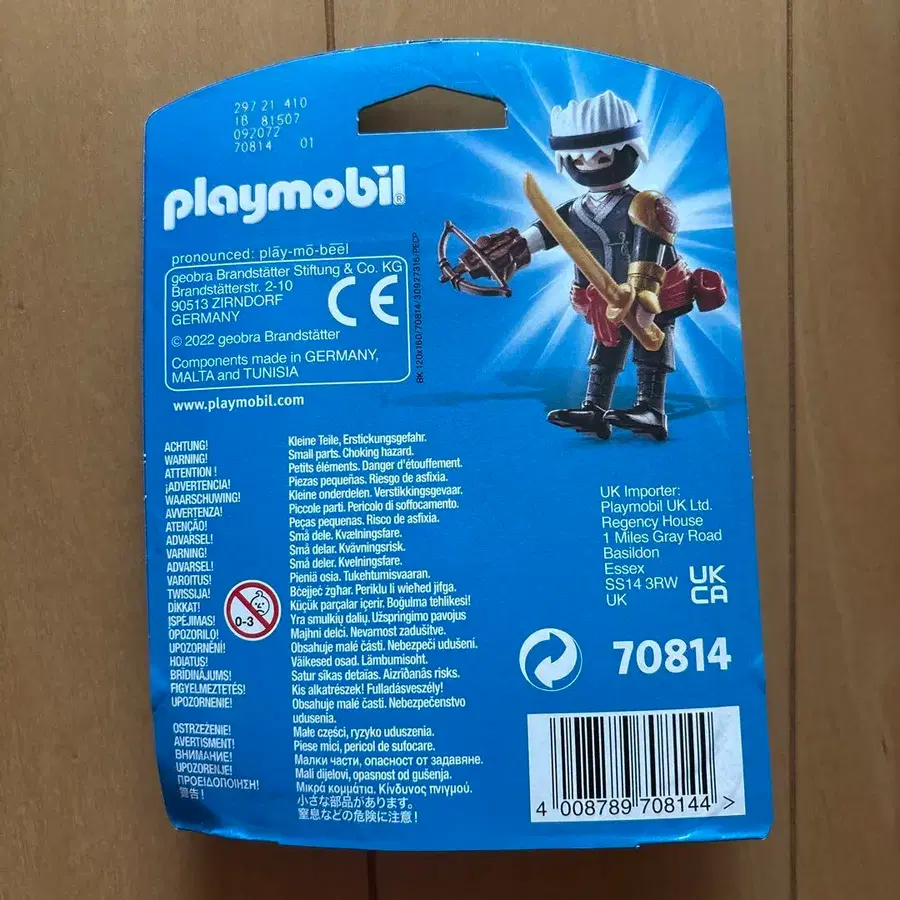 297 21 410
18 81507
092072
70814 01
playmobil®
pronounced: plāy-mō-bēēl
geobra Brandstätter Stiftung & Co. KG
Brandstätterstr. 2-10
90513 ZIRNDORF
GERMANY
CE
© 2022 geobra Brandstätter
Components made in GERMANY,
MALTA and TUNISIA
www.playmobil.com
BK 120x160/70814/30927316-PECP
ACHTUNG! Kleine Teile, Erstickungsgefahr.
WARNING! Small parts. Choking hazard.
ATTENTION ! Petits éléments. Danger d'étouffement.
¡ADVERTENCIA! Piezas pequeñas. Riesgo de asfixia.
WAARSCHUWING! Kleine onderdelen. Verstikkingsgevaar.
AVVERTENZA! Piccole parti. Pericolo di soffocamento.
ATENÇÃO! Peças pequenas. Risco de asfixia.
ADVARSEL! Små dele. Kvælningsfare.
VARNING! Små delar. Kvävningsrisk.
ADVARSEL! Små deler. Kvelningsfare.
VAROITUS! Pieniä osia. Tukehtumisvaaran.
TWISSIJA! Bċejjeċ żgħar. Periklu li wieħed jifga.
DİKKAT! Küçük parçalar içerir. Boğulma tehlikesi!
ĮSPĖJIMAS! Yra smulkių dalių. Užspringimo pavojus
OPOZORILO! Majhni delci. Nevarnost zadušitve.
UPOZORNĚNÍ! Obsahuje malé části. Nebezpečí udušení.
HOIATUS! Väikesed osad. Lämbumisoht.
BRĪDINĀJUMS! Satur sīkas detaļas. Aizrīšanās risks.
FIGYELMEZTETÉS! Kis alkatrészek! Fulladásveszély!
UPOZORNENIE! Obsahuje malé časti. Nebezpečenstvo
udusenia.
OSTRZEŻENIE! Małe części, ryzyko uduszenia.
AVERTISMENT! Piese mici, pericol de sufocare.
ВНИМАНИЕ! Малки части, опасност от задавяне.
UPOZORENJE! Mali dijelovi, opasnost od gušenja.
ΠΡΟΕΙΔΟΠΟΙΗΣΗ! Μικρά κομμάτια. Κίνδυνος πνιγμού.
警告! 小さな部品があります。
窒息などの危険に注意!
0-3
UK Importer:
Playmobil UK Ltd.
Regency House
1 Miles Gray Road
Basildon
Essex
SS14 3RW
UK
UK
CA
70814
4 008789 708144 >